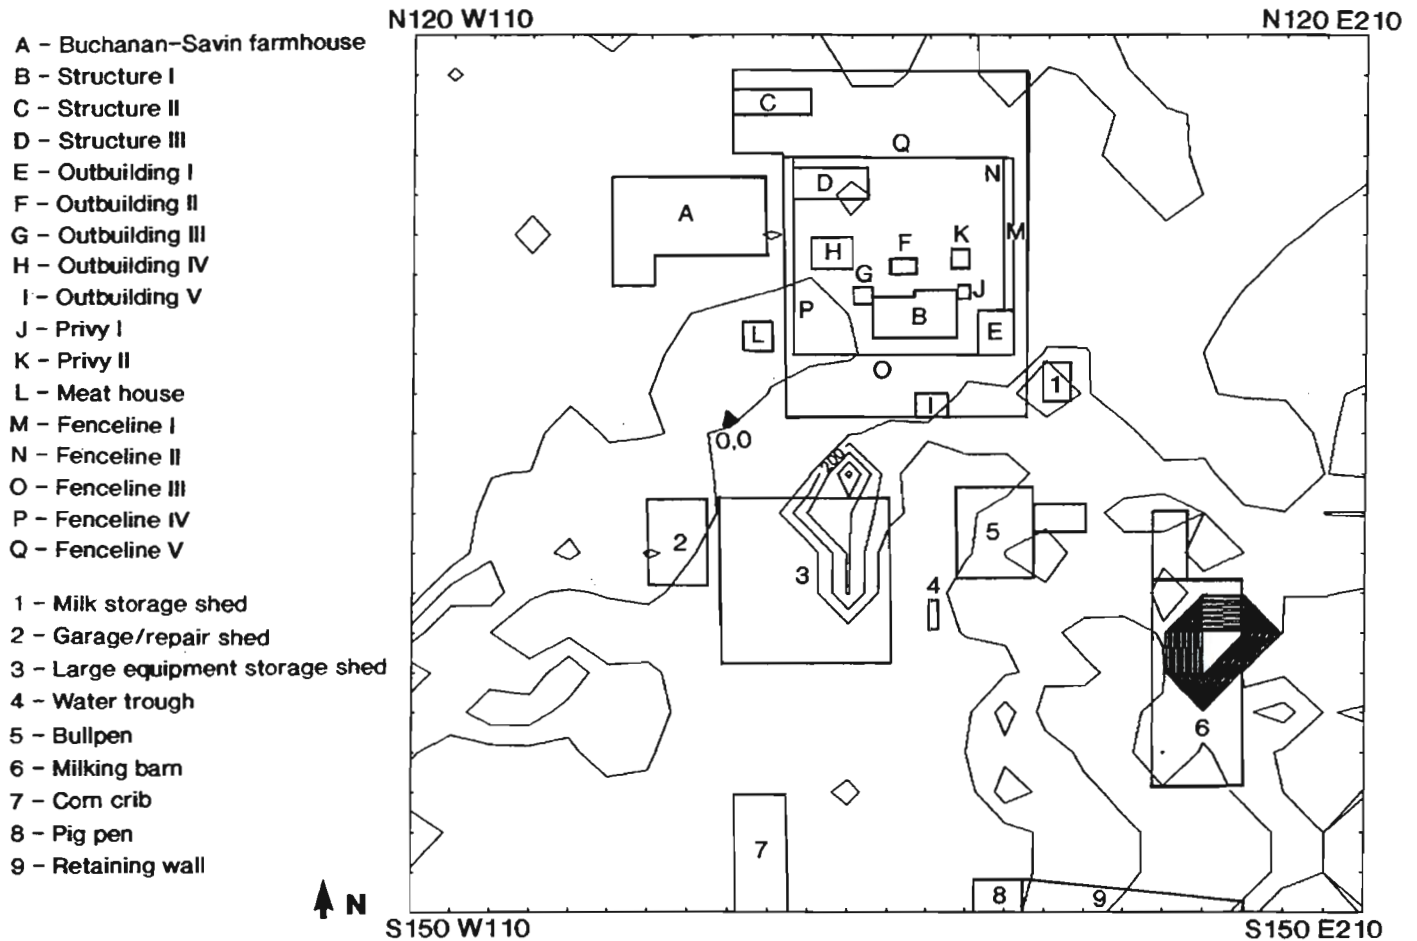 N120 W110
N120 E210
A - Buchanan-Savin farmhouse
B - Structure I
C - Structure II
D - Structure III
E - Outbuilding I
F - Outbuilding II
G - Outbuilding III
H - Outbuilding IV
I - Outbuilding V
J - Privy I
K - Privy II
L - Meat house
M - Fenceline I
N - Fenceline II
O - Fenceline III
P - Fenceline IV
Q - Fenceline V
1 - Milk storage shed
2 - Garage/repair shed
3 - Large equipment storage shed
4 - Water trough
5 - Bullpen
6 - Milking barn
7 - Corn crib
8 - Pig pen
9 - Retaining wall
N
C
Q
D
N
A
M
H
F
K
G
J
P
B
L
E
O
1
I
0,0
200
2
5
3
4
6
7
8
9
S150 W110
S150 E210